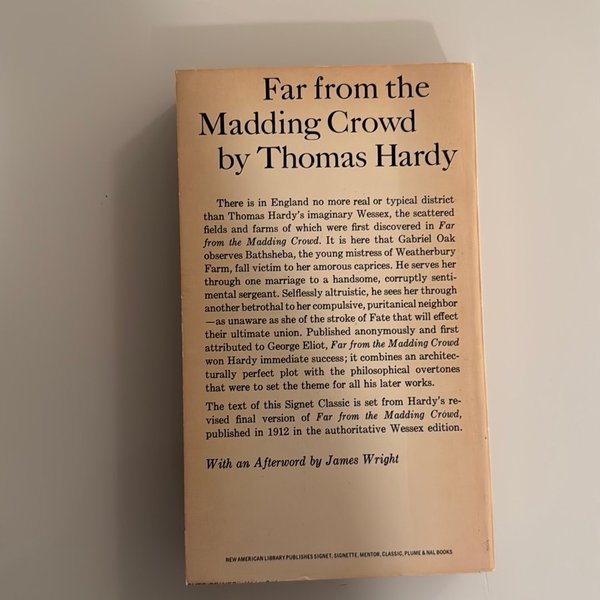 Far from the
Madding Crowd
by Thomas Hardy
There is in England no more real or typical district
than Thomas Hardy's imaginary Wessex, the scattered
fields and farms of which were first discovered in Far
from the Madding Crowd. It is here that Gabriel Oak
observes Bathsheba, the young mistress of Weatherbury
Farm, fall victim to her amorous caprices. He serves her
through one marriage to a handsome, corruptly senti-
mental sergeant. Selflessly altruistic, he sees her through
another betrothal to her compulsive, puritanical neighbor
—as unaware as she of the stroke of Fate that will effect
their ultimate union. Published anonymously and first
attributed to George Eliot, Far from the Madding Crowd
won Hardy immediate success; it combines an architec-
turally perfect plot with the philosophical overtones
that were to set the theme for all his later works.
The text of this Signet Classic is set from Hardy's re-
vised final version of Far from the Madding Crowd,
published in 1912 in the authoritative Wessex edition.
With an Afterword by James Wright
NEW AMERICAN LIBRARY PUBLISHES SIGNET, SIGNETTE, MENTOR, CLASSIC, PLUME & NAL BOOKS